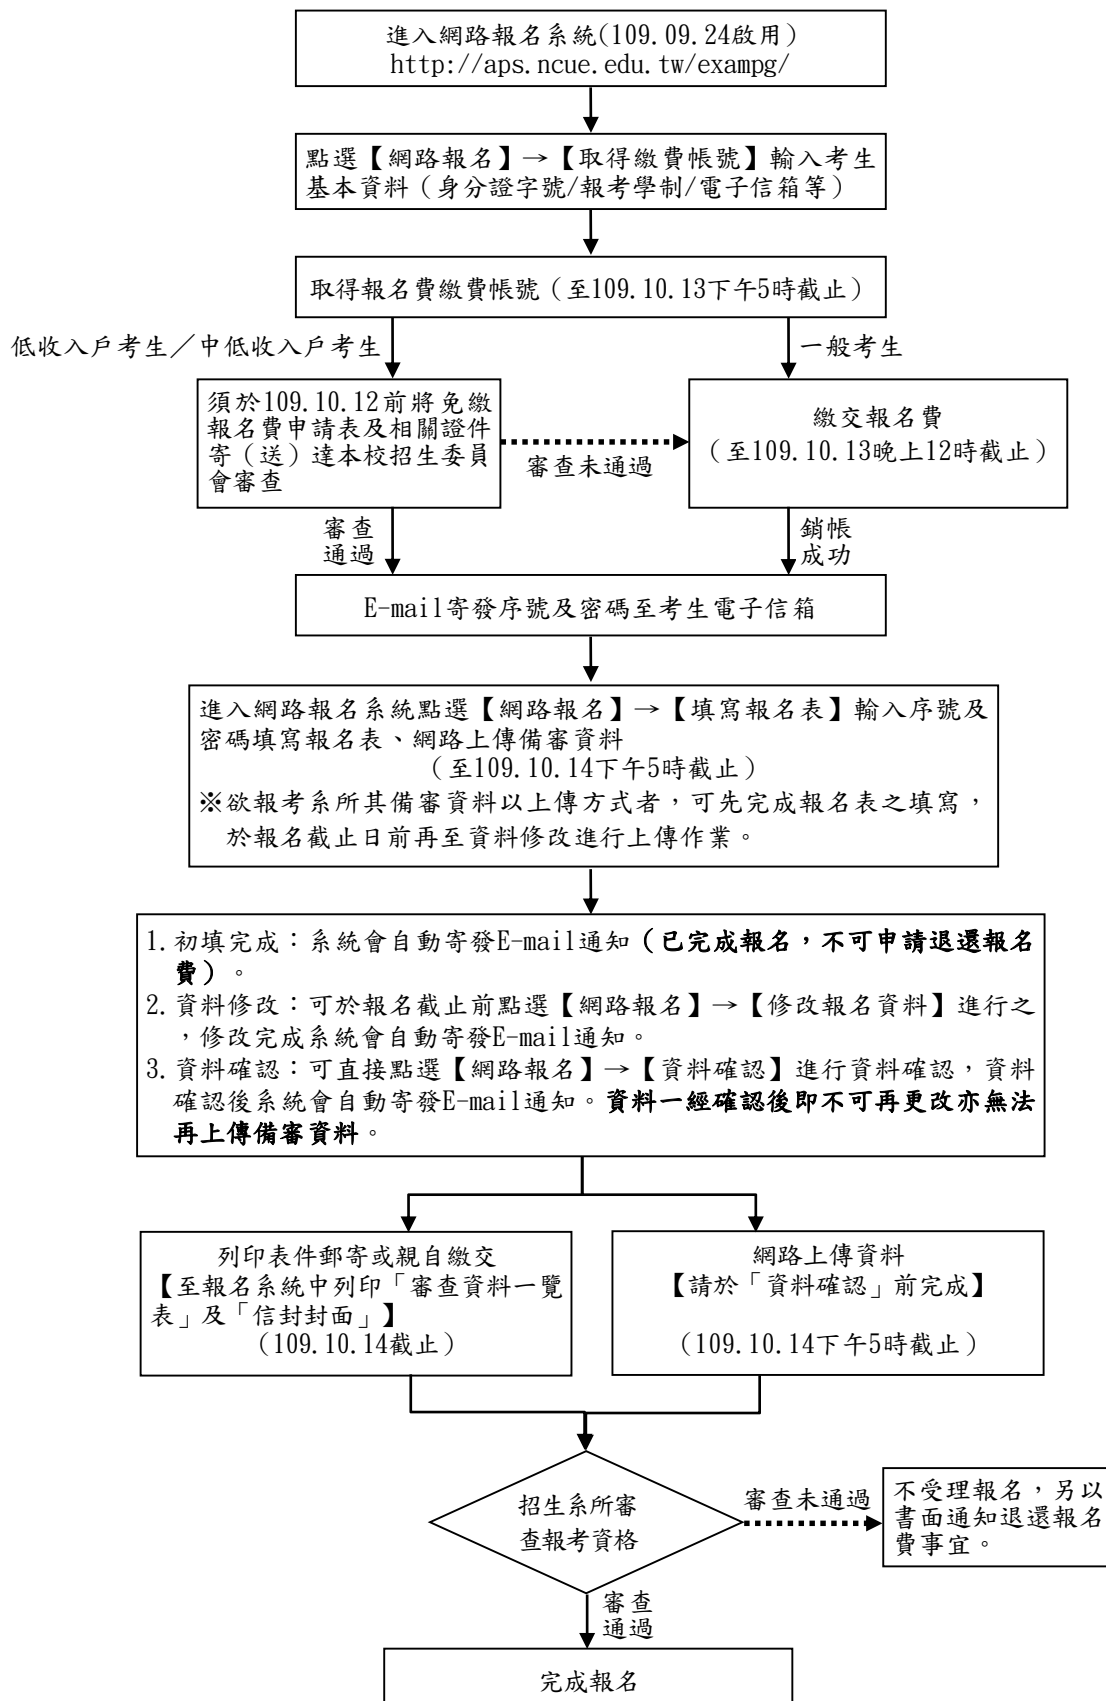 進入網路報名系統(109.09.24啟用)
http://aps.ncue.edu.tw/exampg/
點選【網路報名】→【取得繳費帳號】輸入考生
基本資料（身分證字號/報考學制/電子信箱等）
取得報名費繳費帳號（至109.10.13下午5時截止）
低收入戶考生／中低收入戶考生
一般考生
須於109.10.12前將免繳
報名費申請表及相關證件
寄（送）達本校招生委員
會審查
審查未通過
繳交報名費
（至109.10.13晚上12時截止）
審查
通過
銷帳
成功
E-mail寄發序號及密碼至考生電子信箱
進入網路報名系統點選【網路報名】→【填寫報名表】輸入序號及
密碼填寫報名表、網路上傳備審資料
（至109.10.14下午5時截止）
※欲報考系所其備審資料以上傳方式者，可先完成報名表之填寫，
於報名截止日前再至資料修改進行上傳作業。
1.初填完成：系統會自動寄發E-mail通知（已完成報名，不可申請退還報名
費）。
2.資料修改：可於報名截止前點選【網路報名】→【修改報名資料】進行之
，修改完成系統會自動寄發E-mail通知。
3.資料確認：可直接點選【網路報名】→【資料確認】進行資料確認，資料
確認後系統會自動寄發E-mail通知。資料一經確認後即不可再更改亦無法
再上傳備審資料。
列印表件郵寄或親自繳交
【至報名系統中列印「審查資料一覽
表」及「信封封面」】
（109.10.14截止）
網路上傳資料
【請於「資料確認」前完成】
（109.10.14下午5時截止）
招生系所審
查報考資格
審查未通過
不受理報名，另以
書面通知退還報名
費事宜。
審查
通過
完成報名